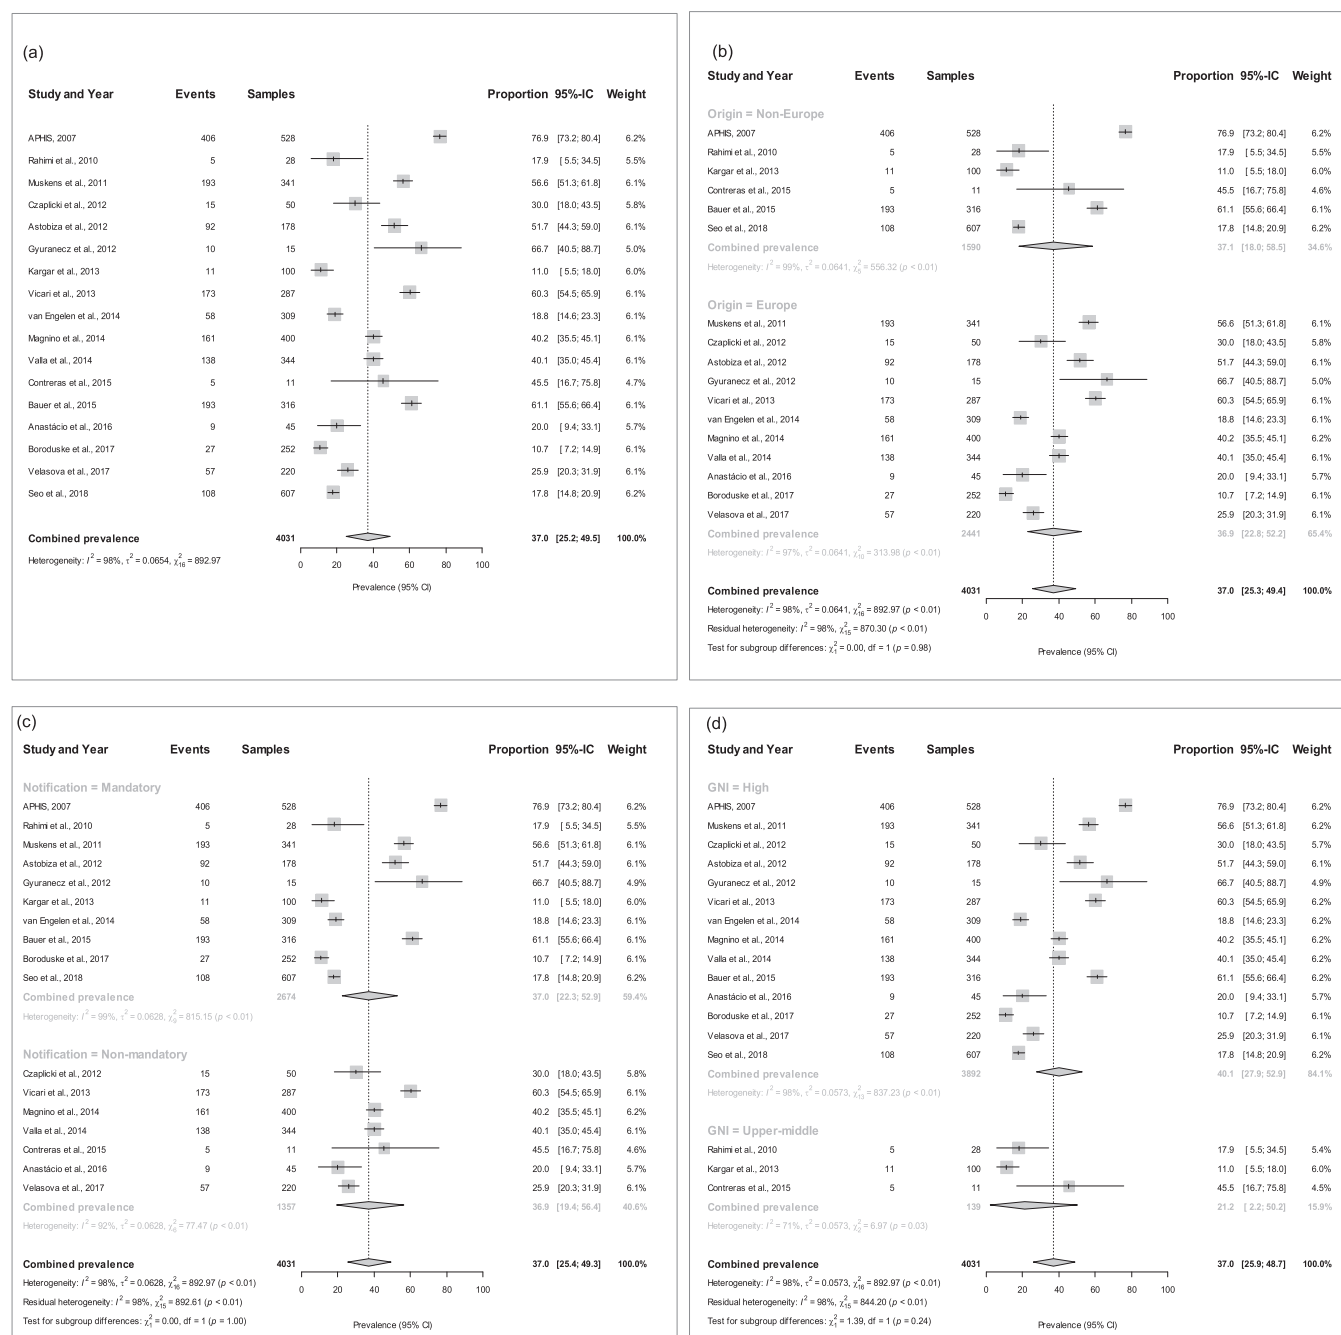 (a)
Study and Year Events Samples Proportion 95%-IC Weight
APHIS, 2007 406 528 76.9 [73.2; 80.4] 6.2%
Rahimi et al., 2010 5 28 17.9 [ 5.5; 34.5] 5.5%
Muskens et al., 2011 193 341 56.6 [51.3; 61.8] 6.1%
Czaplicki et al., 2012 15 50 30.0 [18.0; 43.5] 5.8%
Astobiza et al., 2012 92 178 51.7 [44.3; 59.0] 6.1%
Gyuranecz et al., 2012 10 15 66.7 [40.5; 88.7] 5.0%
Kargar et al., 2013 11 100 11.0 [ 5.5; 18.0] 6.0%
Vicari et al., 2013 173 287 60.3 [54.5; 65.9] 6.1%
van Engelen et al., 2014 58 309 18.8 [14.6; 23.3] 6.1%
Magnino et al., 2014 161 400 40.2 [35.5; 45.1] 6.1%
Valla et al., 2014 138 344 40.1 [35.0; 45.4] 6.1%
Contreras et al., 2015 5 11 45.5 [16.7; 75.8] 4.7%
Bauer et al., 2015 193 316 61.1 [55.6; 66.4] 6.1%
Anastácio et al., 2016 9 45 20.0 [ 9.4; 33.1] 5.7%
Boroduske et al., 2017 27 252 10.7 [ 7.2; 14.9] 6.1%
Velasova et al., 2017 57 220 25.9 [20.3; 31.9] 6.1%
Seo et al., 2018 108 607 17.8 [14.8; 20.9] 6.2%
Combined prevalence 4031 37.0 [25.2; 49.5] 100.0%
Heterogeneity: I² = 98%, τ² = 0.0654, χ²₁₆ = 892.97
0 20 40 60 80 100
Prevalence (95% CI)
(b)
Study and Year Events Samples Proportion 95%-IC Weight
Origin = Non-Europe
APHIS, 2007 406 528 76.9 [73.2; 80.4] 6.2%
Rahimi et al., 2010 5 28 17.9 [ 5.5; 34.5] 5.5%
Kargar et al., 2013 11 100 11.0 [ 5.5; 18.0] 6.0%
Contreras et al., 2015 5 11 45.5 [16.7; 75.8] 4.6%
Bauer et al., 2015 193 316 61.1 [55.6; 66.4] 6.1%
Seo et al., 2018 108 607 17.8 [14.8; 20.9] 6.2%
Combined prevalence 1590 37.1 [18.0; 58.5] 34.6%
Heterogeneity: I² = 99%, τ² = 0.0641, χ²₅ = 556.32 (p < 0.01)
Origin = Europe
Muskens et al., 2011 193 341 56.6 [51.3; 61.8] 6.1%
Czaplicki et al., 2012 15 50 30.0 [18.0; 43.5] 5.8%
Astobiza et al., 2012 92 178 51.7 [44.3; 59.0] 6.1%
Gyuranecz et al., 2012 10 15 66.7 [40.5; 88.7] 5.0%
Vicari et al., 2013 173 287 60.3 [54.5; 65.9] 6.1%
van Engelen et al., 2014 58 309 18.8 [14.6; 23.3] 6.1%
Magnino et al., 2014 161 400 40.2 [35.5; 45.1] 6.1%
Valla et al., 2014 138 344 40.1 [35.0; 45.4] 6.1%
Anastácio et al., 2016 9 45 20.0 [ 9.4; 33.1] 5.7%
Boroduske et al., 2017 27 252 10.7 [ 7.2; 14.9] 6.1%
Velasova et al., 2017 57 220 25.9 [20.3; 31.9] 6.1%
Combined prevalence 2441 36.9 [22.8; 52.2] 65.4%
Heterogeneity: I² = 97%, τ² = 0.0641, χ²₁₀ = 313.98 (p < 0.01)
Combined prevalence 4031 37.0 [25.3; 49.4] 100.0%
Heterogeneity: I² = 98%, τ² = 0.0641, χ²₁₆ = 892.97 (p < 0.01)
0 20 40 60 80 100
Residual heterogeneity: I² = 98%, χ²₁₅ = 870.30 (p < 0.01)
Test for subgroup differences: χ²₁ = 0.00, df = 1 (p = 0.98)
Prevalence (95% CI)
(c)
Study and Year Events Samples Proportion 95%-IC Weight
Notification = Mandatory
APHIS, 2007 406 528 76.9 [73.2; 80.4] 6.2%
Rahimi et al., 2010 5 28 17.9 [ 5.5; 34.5] 5.5%
Muskens et al., 2011 193 341 56.6 [51.3; 61.8] 6.1%
Astobiza et al., 2012 92 178 51.7 [44.3; 59.0] 6.1%
Gyuranecz et al., 2012 10 15 66.7 [40.5; 88.7] 4.9%
Kargar et al., 2013 11 100 11.0 [ 5.5; 18.0] 6.0%
van Engelen et al., 2014 58 309 18.8 [14.6; 23.3] 6.1%
Bauer et al., 2015 193 316 61.1 [55.6; 66.4] 6.1%
Boroduske et al., 2017 27 252 10.7 [ 7.2; 14.9] 6.1%
Seo et al., 2018 108 607 17.8 [14.8; 20.9] 6.2%
Combined prevalence 2674 37.0 [22.3; 52.9] 59.4%
Heterogeneity: I² = 99%, τ² = 0.0628, χ²₉ = 815.15 (p < 0.01)
Notification = Non-mandatory
Czaplicki et al., 2012 15 50 30.0 [18.0; 43.5] 5.8%
Vicari et al., 2013 173 287 60.3 [54.5; 65.9] 6.1%
Magnino et al., 2014 161 400 40.2 [35.5; 45.1] 6.2%
Valla et al., 2014 138 344 40.1 [35.0; 45.4] 6.1%
Contreras et al., 2015 5 11 45.5 [16.7; 75.8] 4.6%
Anastácio et al., 2016 9 45 20.0 [ 9.4; 33.1] 5.7%
Velasova et al., 2017 57 220 25.9 [20.3; 31.9] 6.1%
Combined prevalence 1357 36.9 [19.4; 56.4] 40.6%
Heterogeneity: I² = 92%, τ² = 0.0628, χ²₆ = 77.47 (p < 0.01)
Combined prevalence 4031 37.0 [25.4; 49.3] 100.0%
Heterogeneity: I² = 98%, τ² = 0.0628, χ²₁₆ = 892.97 (p < 0.01)
0 20 40 60 80 100
Residual heterogeneity: I² = 98%, χ²₁₅ = 892.61 (p < 0.01)
Test for subgroup differences: χ²₁ = 0.00, df = 1 (p = 1.00)
Prevalence (95% CI)
(d)
Study and Year Events Samples Proportion 95%-IC Weight
GNI = High
APHIS, 2007 406 528 76.9 [73.2; 80.4] 6.2%
Muskens et al., 2011 193 341 56.6 [51.3; 61.8] 6.2%
Czaplicki et al., 2012 15 50 30.0 [18.0; 43.5] 5.7%
Astobiza et al., 2012 92 178 51.7 [44.3; 59.0] 6.1%
Gyuranecz et al., 2012 10 15 66.7 [40.5; 88.7] 4.9%
Vicari et al., 2013 173 287 60.3 [54.5; 65.9] 6.2%
van Engelen et al., 2014 58 309 18.8 [14.6; 23.3] 6.2%
Magnino et al., 2014 161 400 40.2 [35.5; 45.1] 6.2%
Valla et al., 2014 138 344 40.1 [35.0; 45.4] 6.2%
Bauer et al., 2015 193 316 61.1 [55.6; 66.4] 6.2%
Anastácio et al., 2016 9 45 20.0 [ 9.4; 33.1] 5.7%
Boroduske et al., 2017 27 252 10.7 [ 7.2; 14.9] 6.1%
Velasova et al., 2017 57 220 25.9 [20.3; 31.9] 6.1%
Seo et al., 2018 108 607 17.8 [14.8; 20.9] 6.2%
Combined prevalence 3892 40.1 [27.9; 52.9] 84.1%
Heterogeneity: I² = 98%, τ² = 0.0573, χ²₁₃ = 837.23 (p < 0.01)
GNI = Upper-middle
Rahimi et al., 2010 5 28 17.9 [ 5.5; 34.5] 5.4%
Kargar et al., 2013 11 100 11.0 [ 5.5; 18.0] 6.0%
Contreras et al., 2015 5 11 45.5 [16.7; 75.8] 4.5%
Combined prevalence 139 21.2 [ 2.2; 50.2] 15.9%
Heterogeneity: I² = 71%, τ² = 0.0573, χ²₂ = 6.97 (p = 0.03)
Combined prevalence 4031 37.0 [25.9; 48.7] 100.0%
Heterogeneity: I² = 98%, τ² = 0.0573, χ²₁₆ = 892.97 (p < 0.01)
0 20 40 60 80 100
Residual heterogeneity: I² = 98%, χ²₁₅ = 844.20 (p < 0.01)
Test for subgroup differences: χ²₁ = 1.39, df = 1 (p = 0.24)
Prevalence (95% CI)